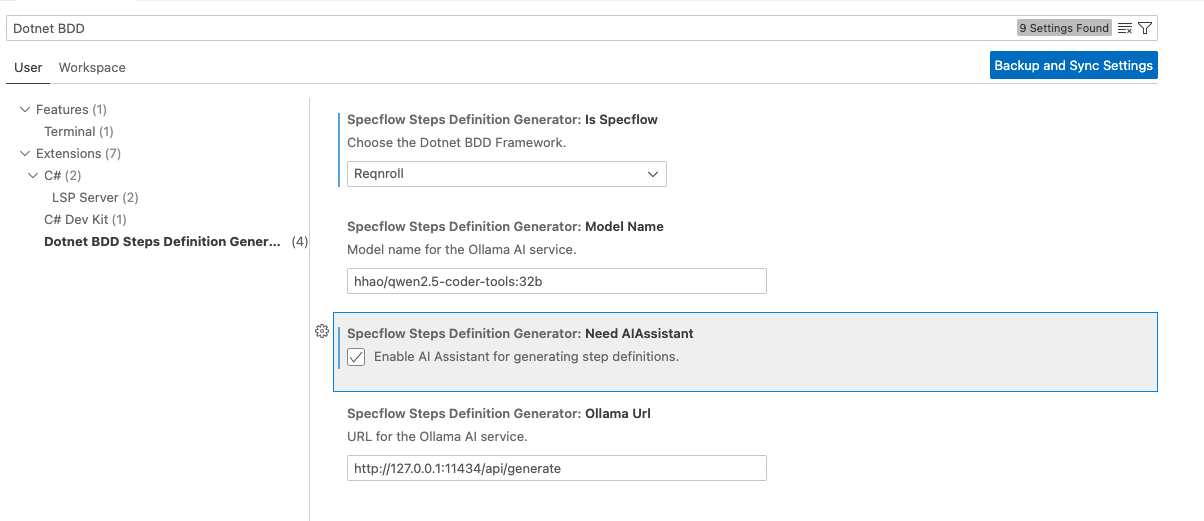 Dotnet BDD
9 Settings Found
User
Workspace
Backup and Sync Settings
Features (1)
Terminal (1)
Extensions (7)
C# (2)
LSP Server (2)
C# Dev Kit (1)
Dotnet BDD Steps Definition Gener... (4)
Specflow Steps Definition Generator: Is Specflow
Choose the Dotnet BDD Framework.
Reqnroll
Specflow Steps Definition Generator: Model Name
Model name for the Ollama AI service.
hhao/qwen2.5-coder-tools:32b
Specflow Steps Definition Generator: Need AIAssistant
Enable AI Assistant for generating step definitions.
Specflow Steps Definition Generator: Ollama Url
URL for the Ollama AI service.
http://127.0.0.1:11434/api/generate